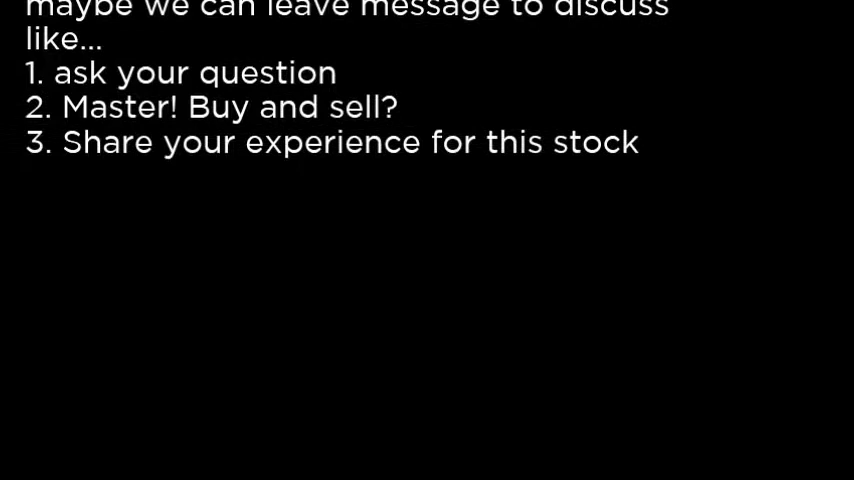 maybe we can leave message to discuss
like...
1. ask your question
2. Master! Buy and sell?
3. Share your experience for this stock